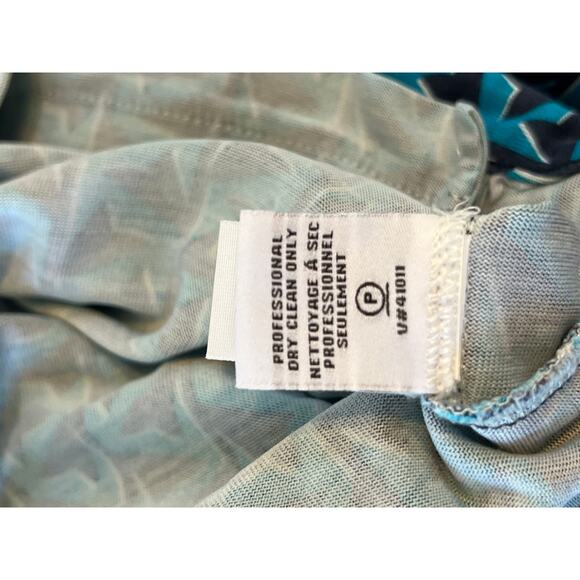 PROFESSIONAL
DRY CLEAN ONLY
NETTOYAGE Á SEC
PROFESSIONNEL
SEULEMENT
P
V#41011